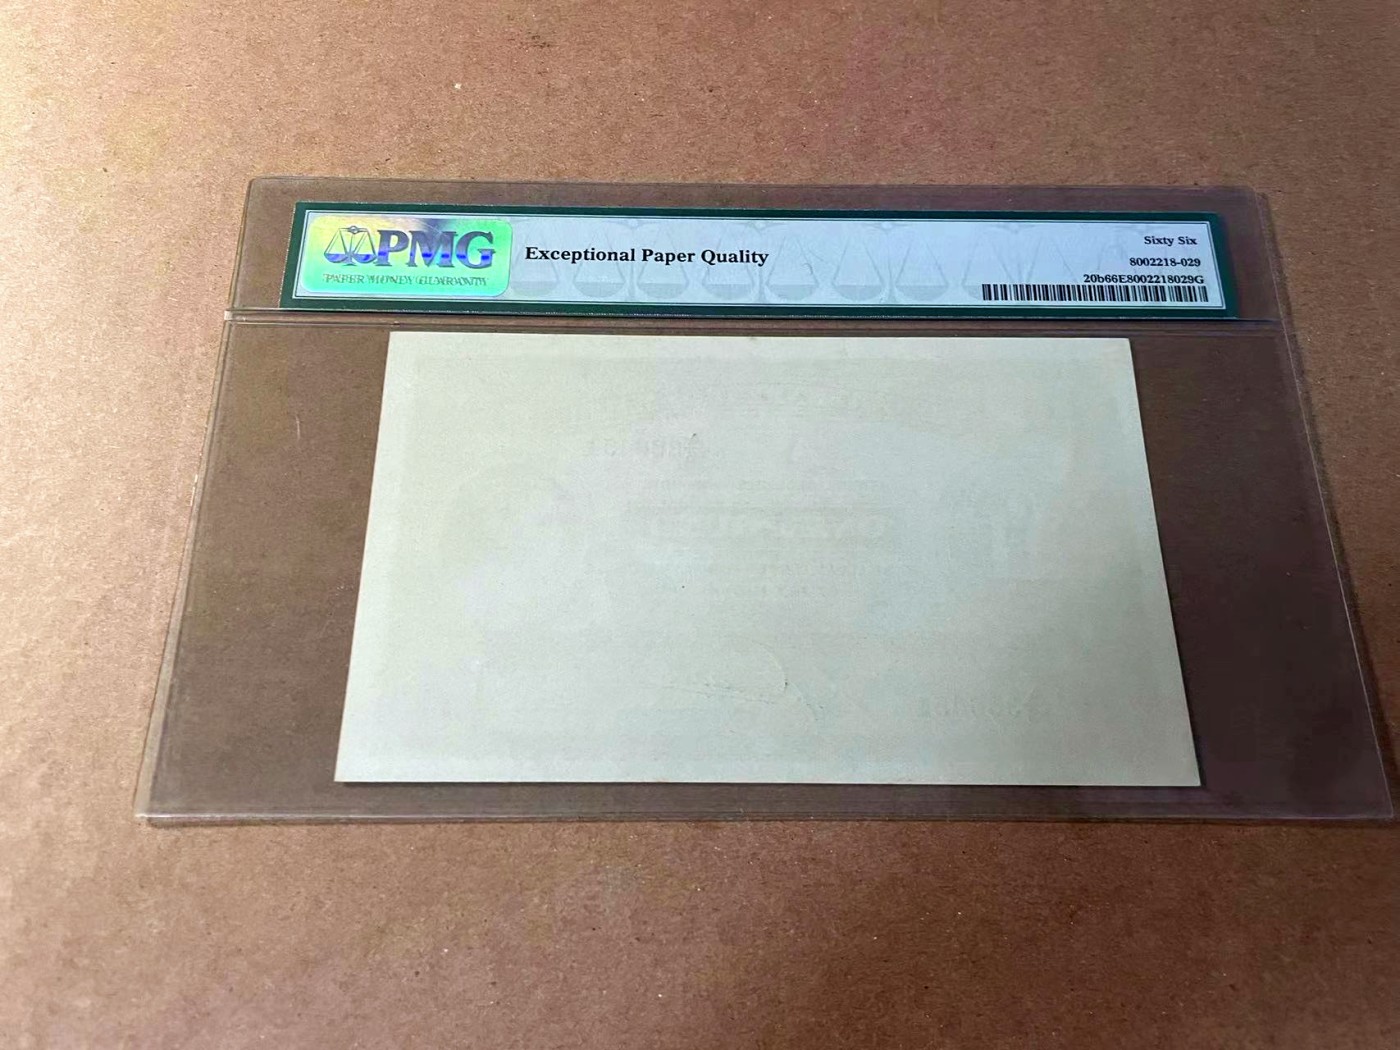 PMG
PAPER MONEY GUARANTY
Exceptional Paper Quality
Sixty Six
8002218-029
20b66E8002218029G